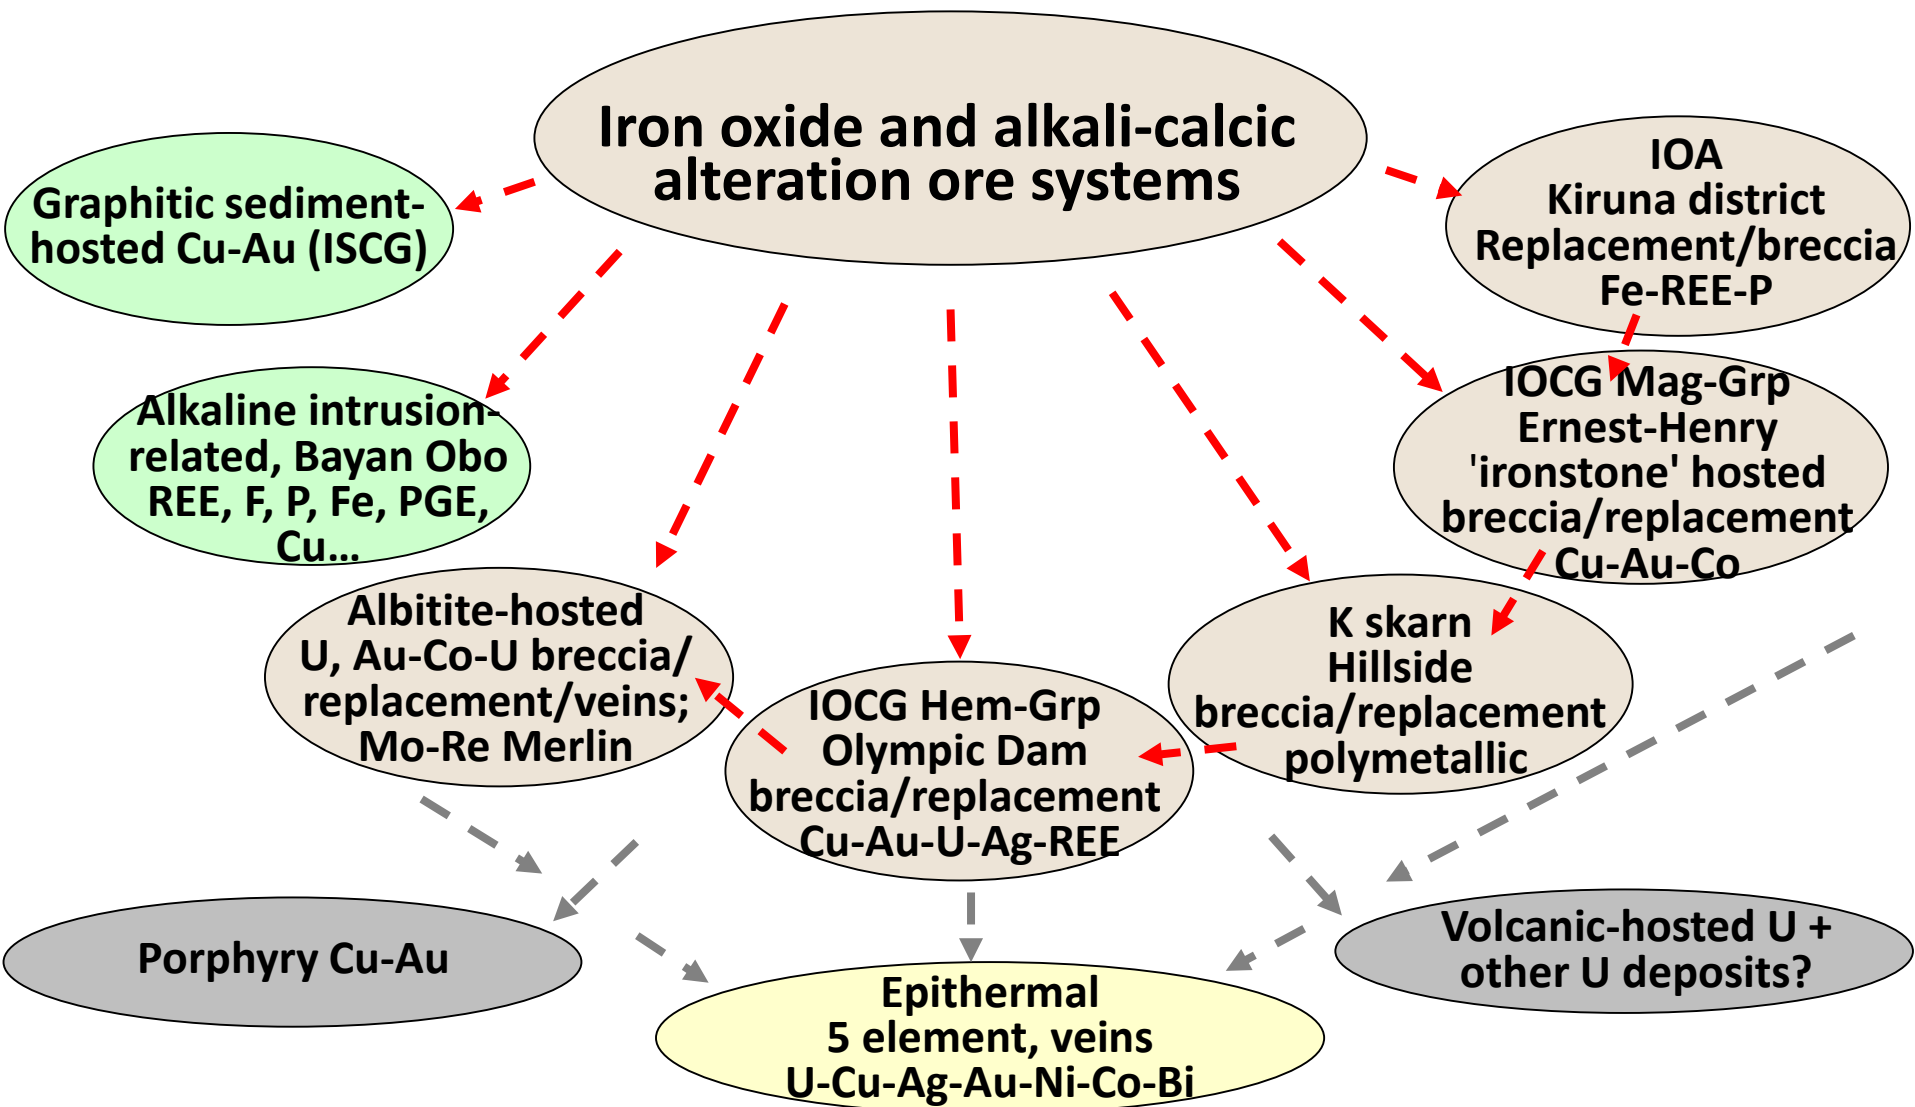 Iron oxide and alkali-calcic
alteration ore systems
Graphitic sediment-
hosted Cu-Au (ISCG)
IOA
Kiruna district
Replacement/breccia
Fe-REE-P
Alkaline intrusion-
related, Bayan Obo
REE, F, P, Fe, PGE,
Cu...
IOCG Mag-Grp
Ernest-Henry
'ironstone' hosted
breccia/replacement
Cu-Au-Co
Albitite-hosted
U, Au-Co-U breccia/
replacement/veins;
Mo-Re Merlin
IOCG Hem-Grp
Olympic Dam
breccia/replacement
Cu-Au-U-Ag-REE
K skarn
Hillside
breccia/replacement
polymetallic
Porphyry Cu-Au
Epithermal
5 element, veins
U-Cu-Ag-Au-Ni-Co-Bi
Volcanic-hosted U +
other U deposits?